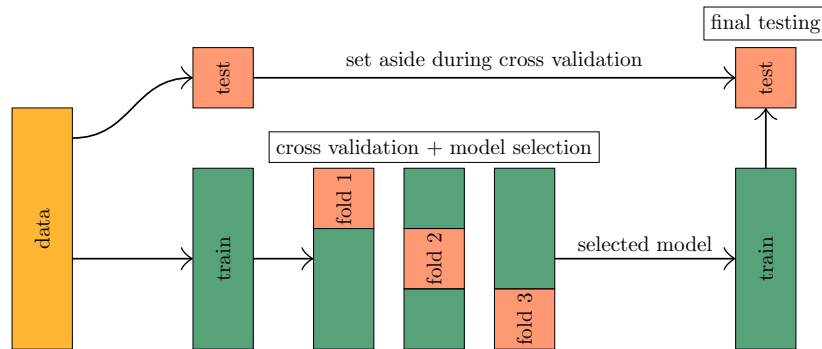 final testing
test
set aside during cross validation
test
cross validation + model selection
data
train
fold 1
fold 2
fold 3
selected model
train